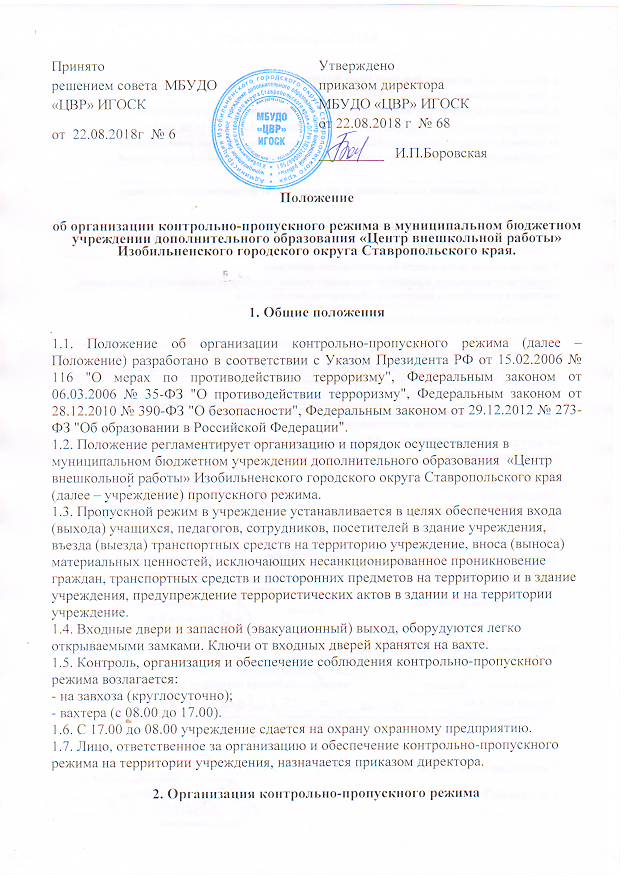 Принято
решением совета МБУДО
«ЦВР» ИГОСК
от 22.08.2018г № 6
Утверждено
приказом директора
МБУДО «ЦВР» ИГОСК
от 22.08.2018 г № 68
И.П.Боровская
МБУДО
«ЦВР»
ИГОСК
Положение
об организации контрольно-пропускного режима в муниципальном бюджетном
учреждении дополнительного образования «Центр внешкольной работы»
Изобильненского городского округа Ставропольского края.
1. Общие положения
1.1. Положение об организации контрольно-пропускного режима (далее –
Положение) разработано в соответствии с Указом Президента РФ от 15.02.2006 №
116 "О мерах по противодействию терроризму", Федеральным законом от
06.03.2006 № 35-ФЗ "О противодействии терроризму", Федеральным законом от
28.12.2010 № 390-ФЗ "О безопасности", Федеральным законом от 29.12.2012 № 273-
ФЗ "Об образовании в Российской Федерации".
1.2. Положение регламентирует организацию и порядок осуществления в
муниципальном бюджетном учреждении дополнительного образования «Центр
внешкольной работы» Изобильненского городского округа Ставропольского края
(далее – учреждение) пропускного режима.
1.3. Пропускной режим в учреждение устанавливается в целях обеспечения входа
(выхода) учащихся, педагогов, сотрудников, посетителей в здание учреждения,
въезда (выезда) транспортных средств на территорию учреждение, вноса (выноса)
материальных ценностей, исключающих несанкционированное проникновение
граждан, транспортных средств и посторонних предметов на территорию и в здание
учреждения, предупреждение террористических актов в здании и на территории
учреждение.
1.4. Входные двери и запасной (эвакуационный) выход, оборудуются легко
открываемыми замками. Ключи от входных дверей хранятся на вахте.
1.5. Контроль, организация и обеспечение соблюдения контрольно-пропускного
режима возлагается:
- на завхоза (круглосуточно);
- вахтера (с 08.00 до 17.00).
1.6. С 17.00 до 08.00 учреждение сдается на охрану охранному предприятию.
1.7. Лицо, ответственное за организацию и обеспечение контрольно-пропускного
режима на территории учреждения, назначается приказом директора.
2. Организация контрольно-пропускного режима